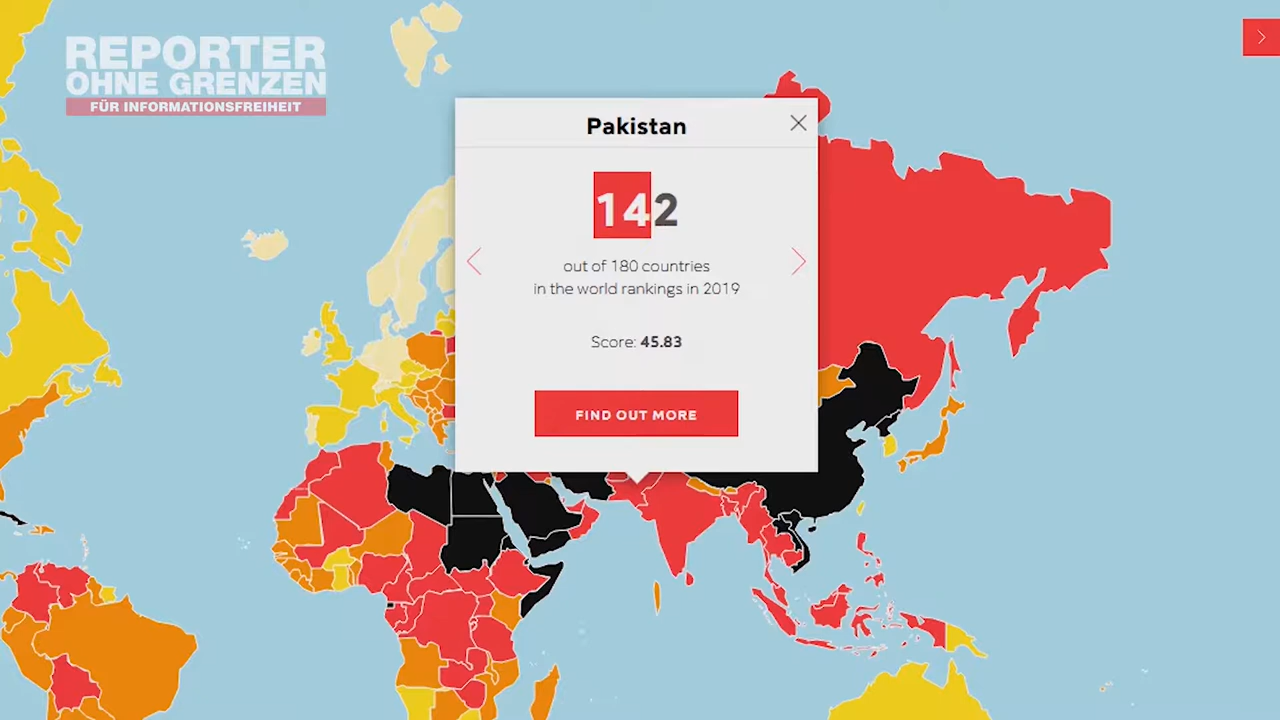 REPORTER
OHNE GRENZEN
FÜR INFORMATIONSFREIHEIT
Pakistan
142
out of 180 countries
in the world rankings in 2019
Score: 45.83
FIND OUT MORE